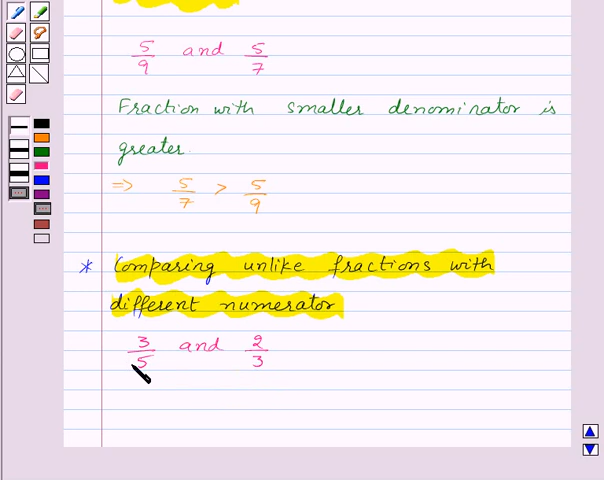 5/9 and 5/7
Fraction with smaller denominator is
greater.
=> 5/7 > 5/9
* Comparing unlike fractions with
different numerator
3/5 and 2/3